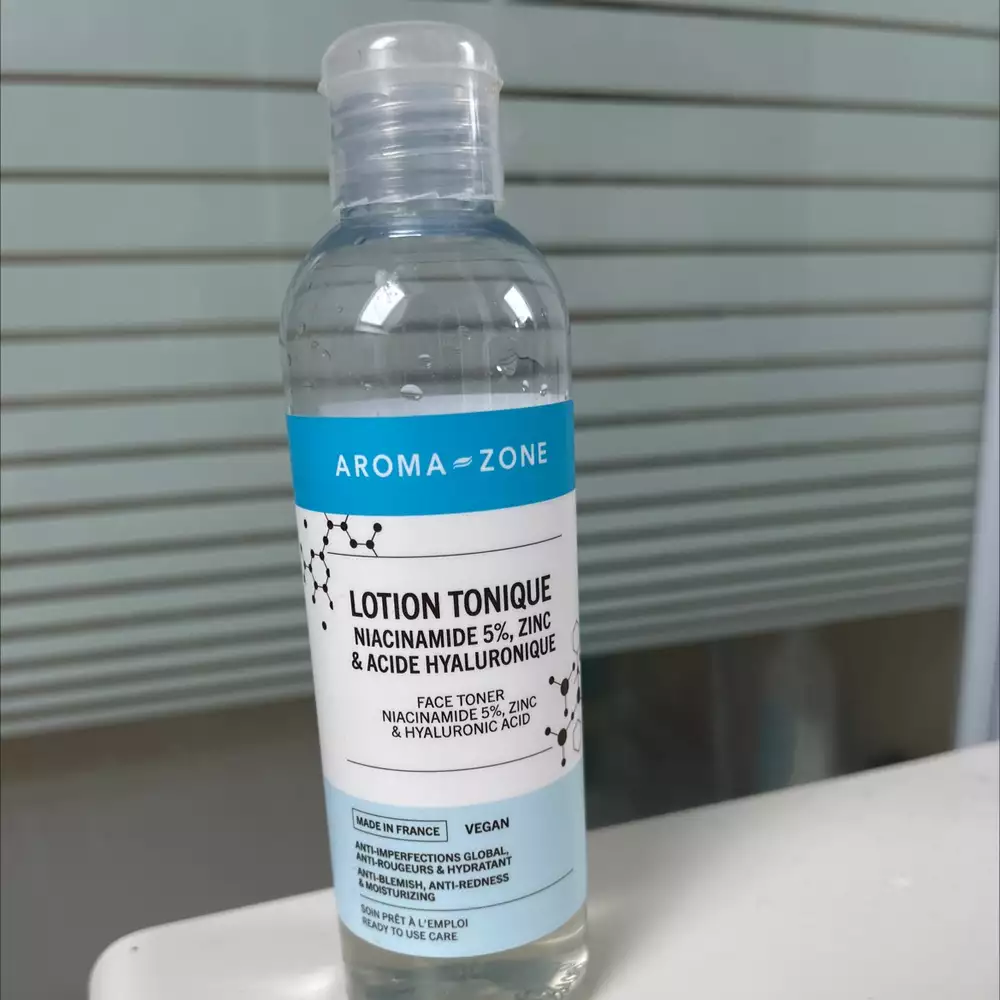 AROMA ZONE
LOTION TONIQUE
NIACINAMIDE 5%, ZINC
& ACIDE HYALURONIQUE
FACE TONER
NIACINAMIDE 5%, ZINC
& HYALURONIC ACID
MADE IN FRANCE VEGAN
ANTI-IMPERFECTIONS GLOBAL,
ANTI-ROUGEURS & HYDRATANT
ANTI-BLEMISH, ANTI-REDNESS
& MOISTURIZING
SOIN PRÊT À L'EMPLOI
READY TO USE CARE